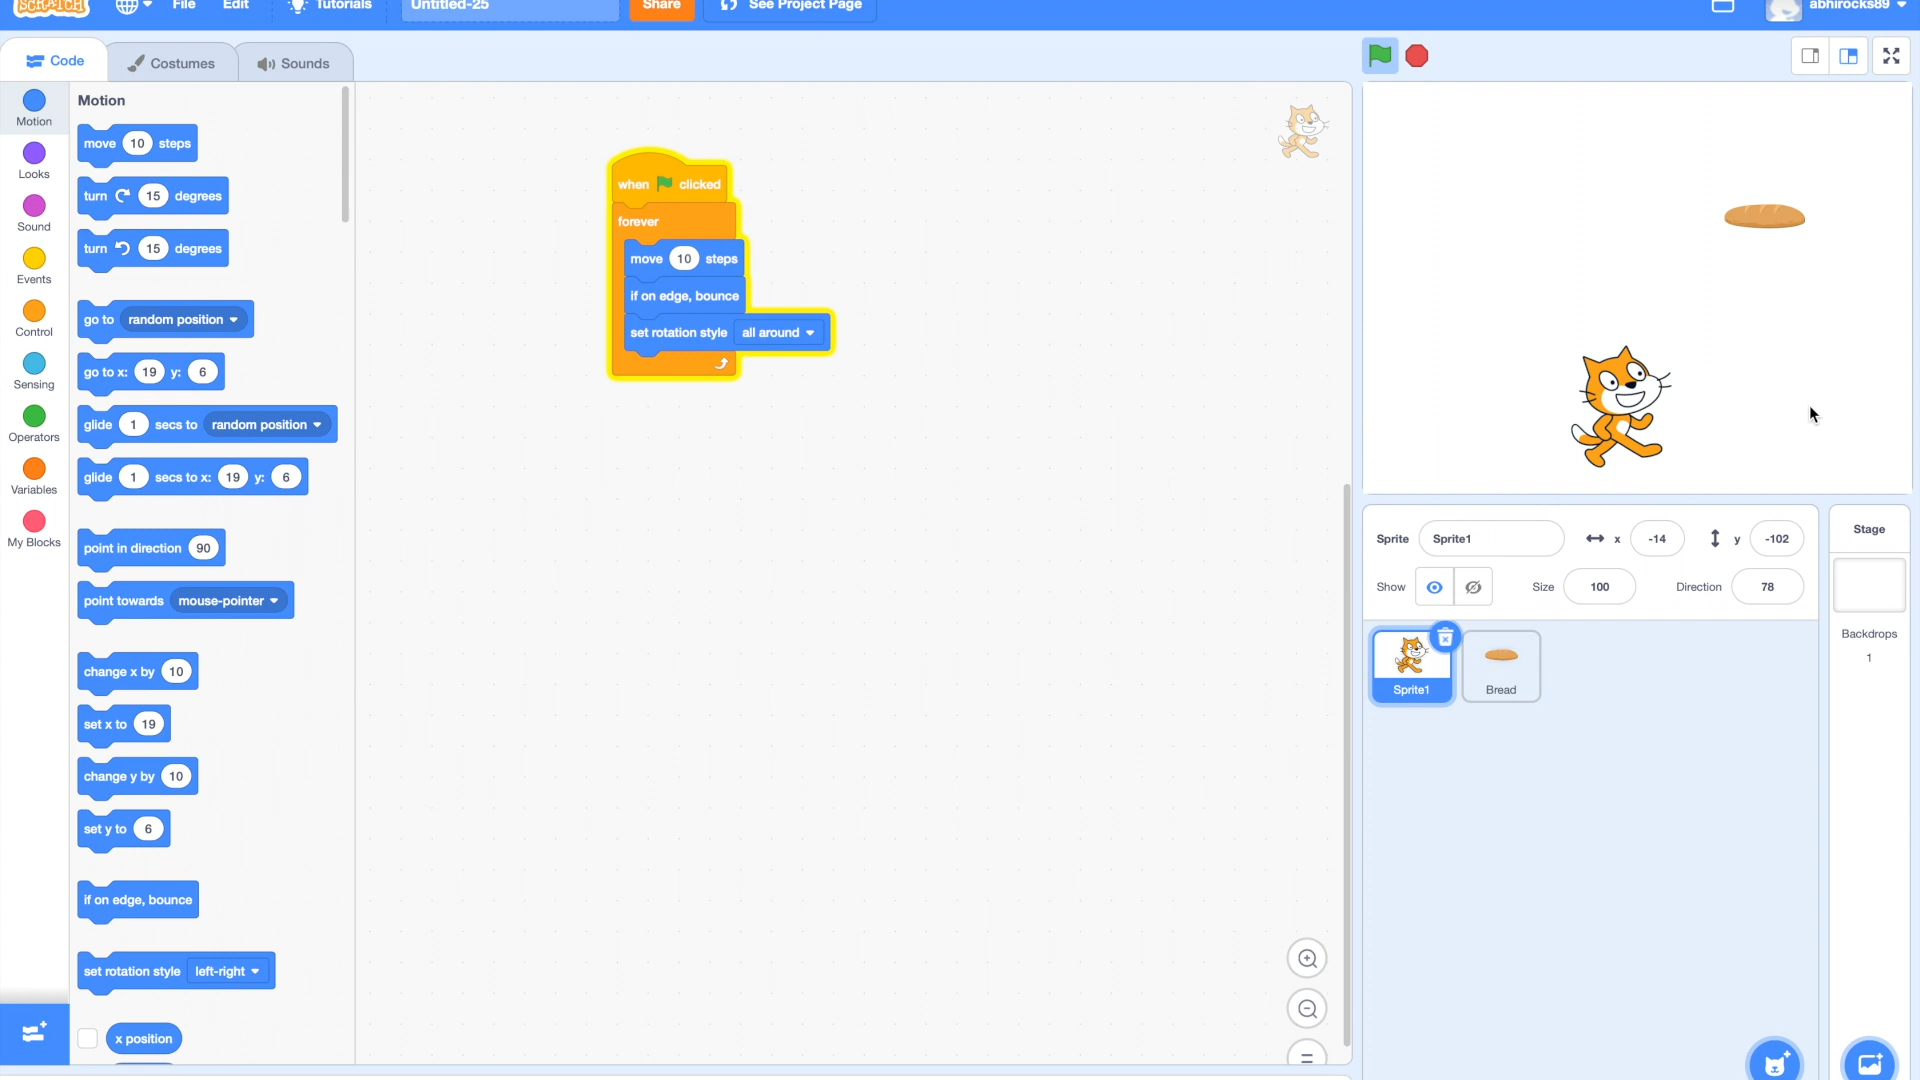 SCRATCH
File
Edit
Tutorials
Untitled-25
Share
See Project Page
abhirocks89
Code
Costumes
Sounds
Motion
Looks
Sound
Events
Control
Sensing
Operators
Variables
My Blocks
Motion
move 10 steps
turn 15 degrees
turn 15 degrees
go to random position
go to x: 19 y: 6
glide 1 secs to random position
glide 1 secs to x: 19 y: 6
point in direction 90
point towards mouse-pointer
change x by 10
set x to 19
change y by 10
set y to 6
if on edge, bounce
set rotation style left-right
x position
when clicked
forever
move 10 steps
if on edge, bounce
set rotation style all around
Sprite Sprite1 x -14 y -102
Show Size 100 Direction 78
Sprite1
Bread
Stage
Backdrops
1